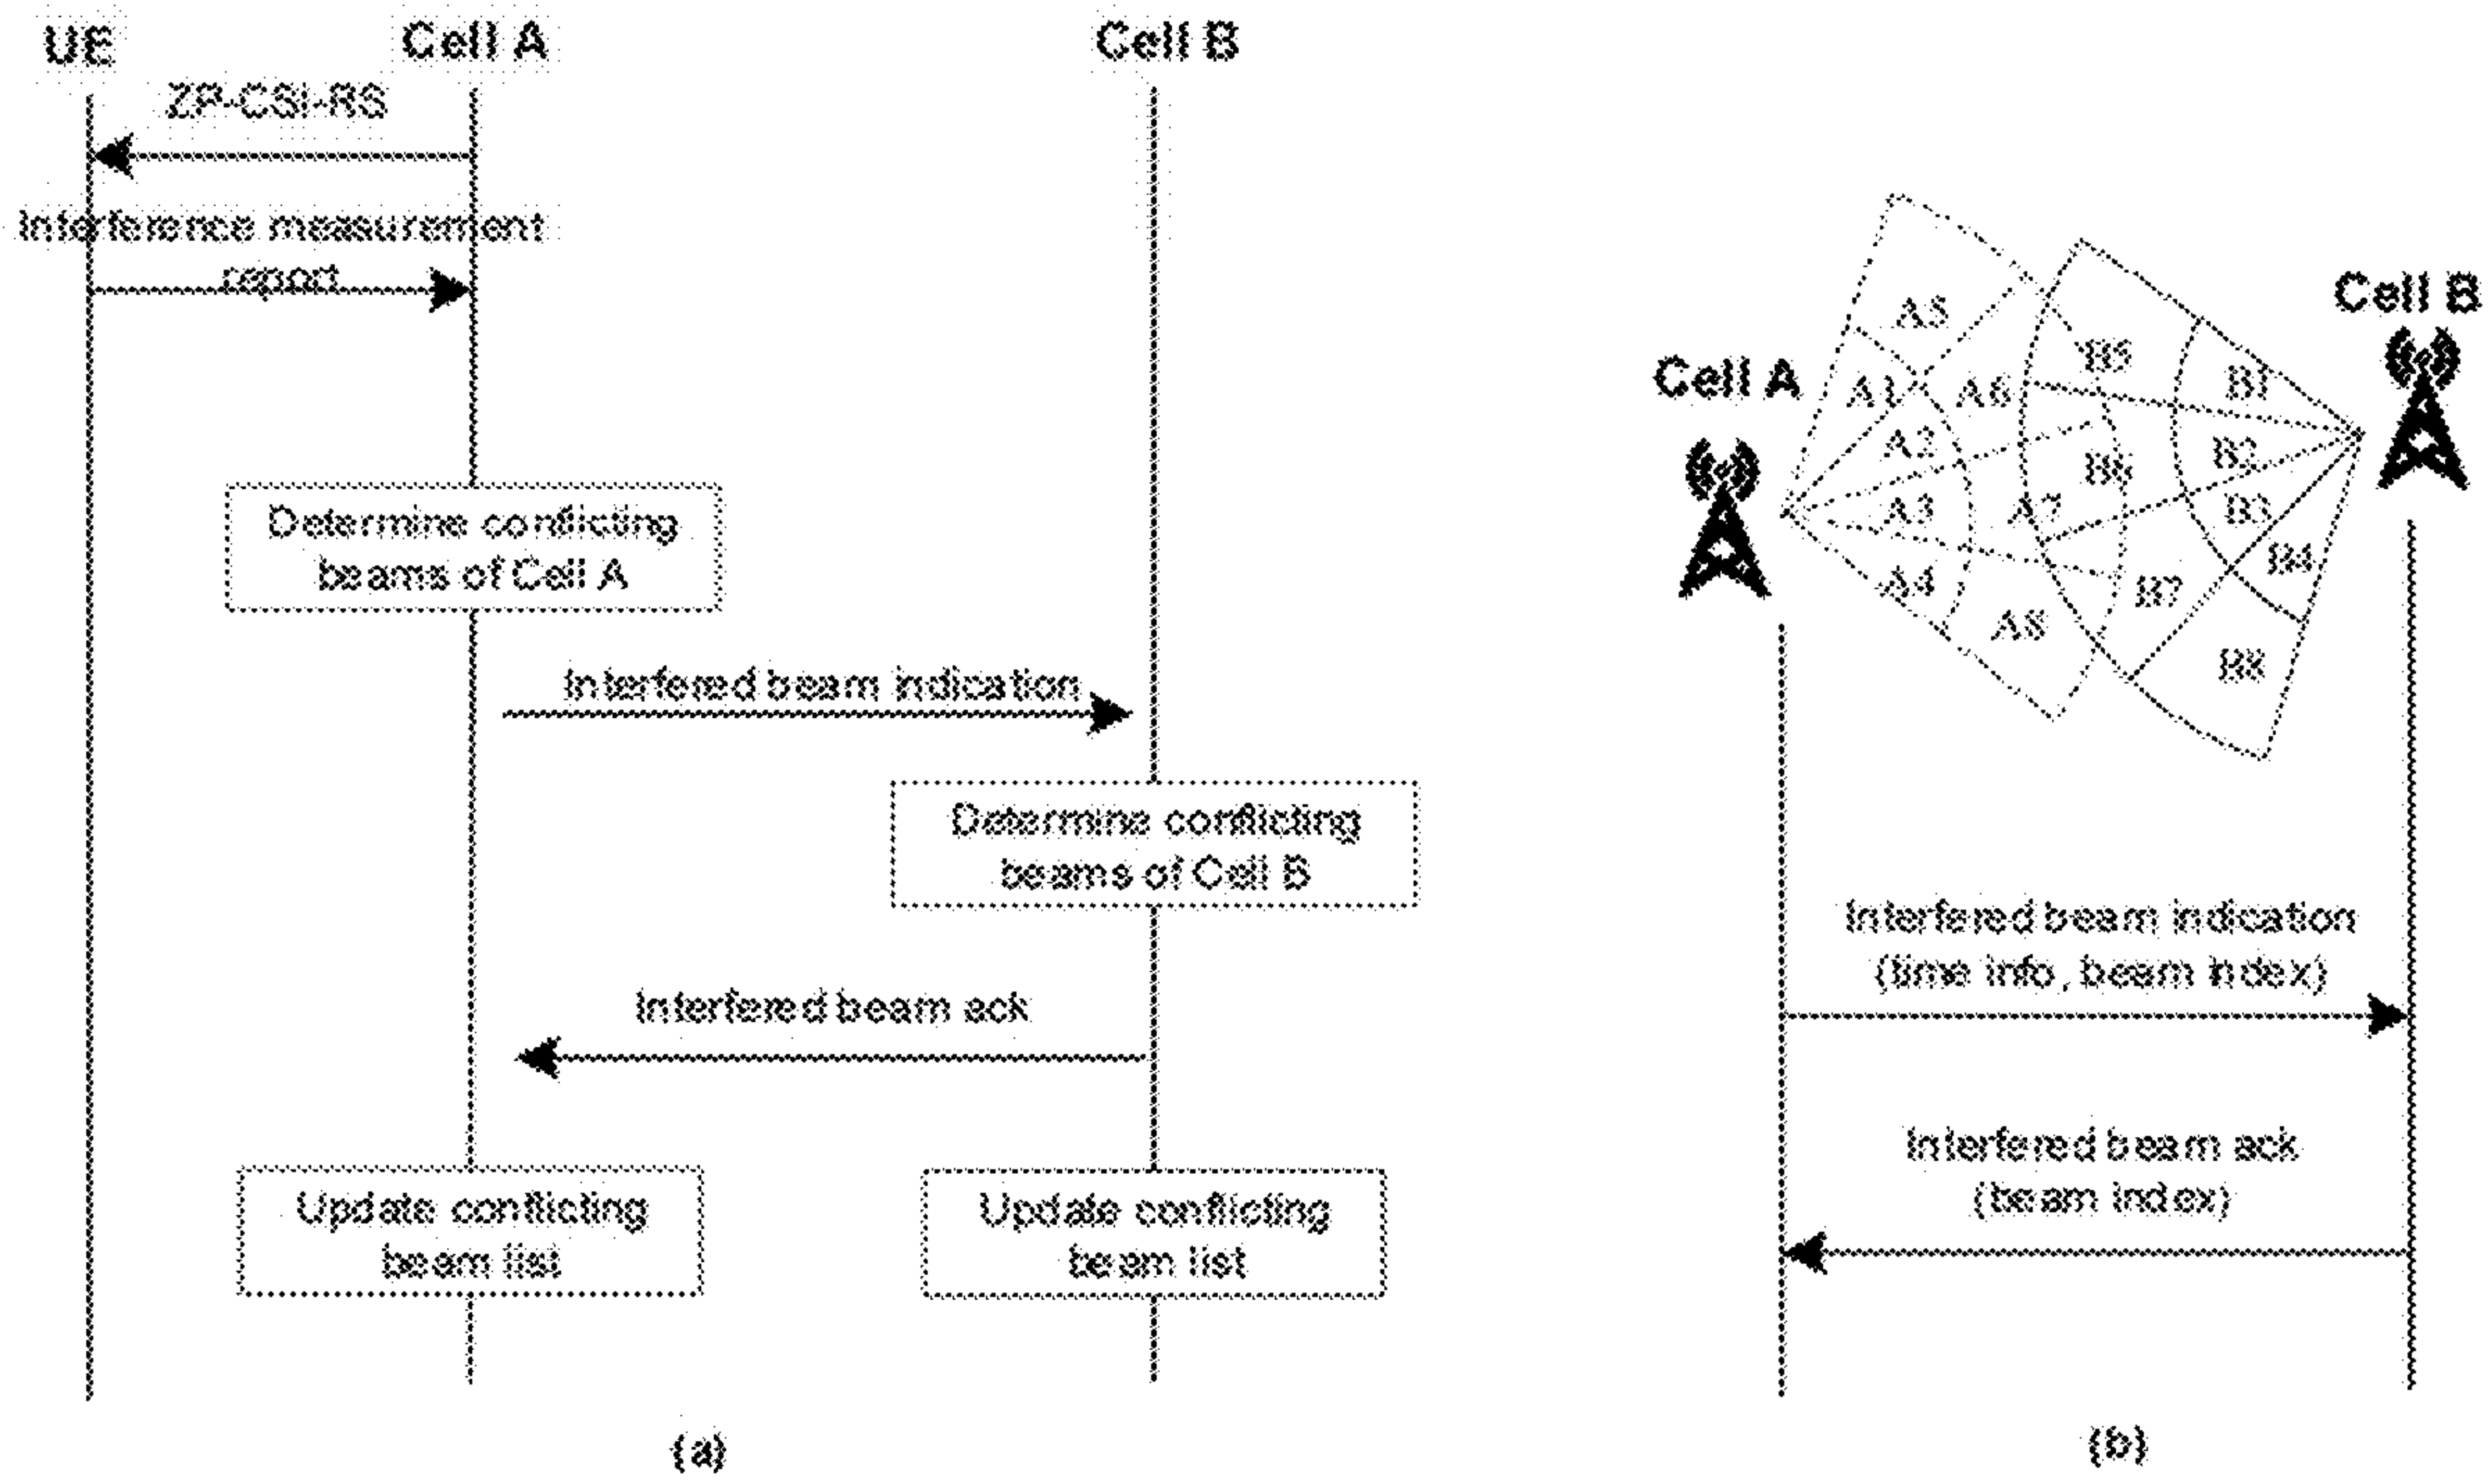 UE
Cell A
Cell B
ZP-CSI-RS
Interference measurement
report
Determine conflicting
beams of Cell A
Interfered beam indication
Determine conflicting
beams of Cell B
Interfered beam ack
Update conflicting
beam list
Update conflicting
beam list
(a)
Cell A
Cell B
A5
A1
A6
A2
A3
A7
A4
A8
B5
B1
B6
B2
B3
B4
B7
B8
Interfered beam indication
(time info, beam index)
Interfered beam ack
(beam index)
(b)